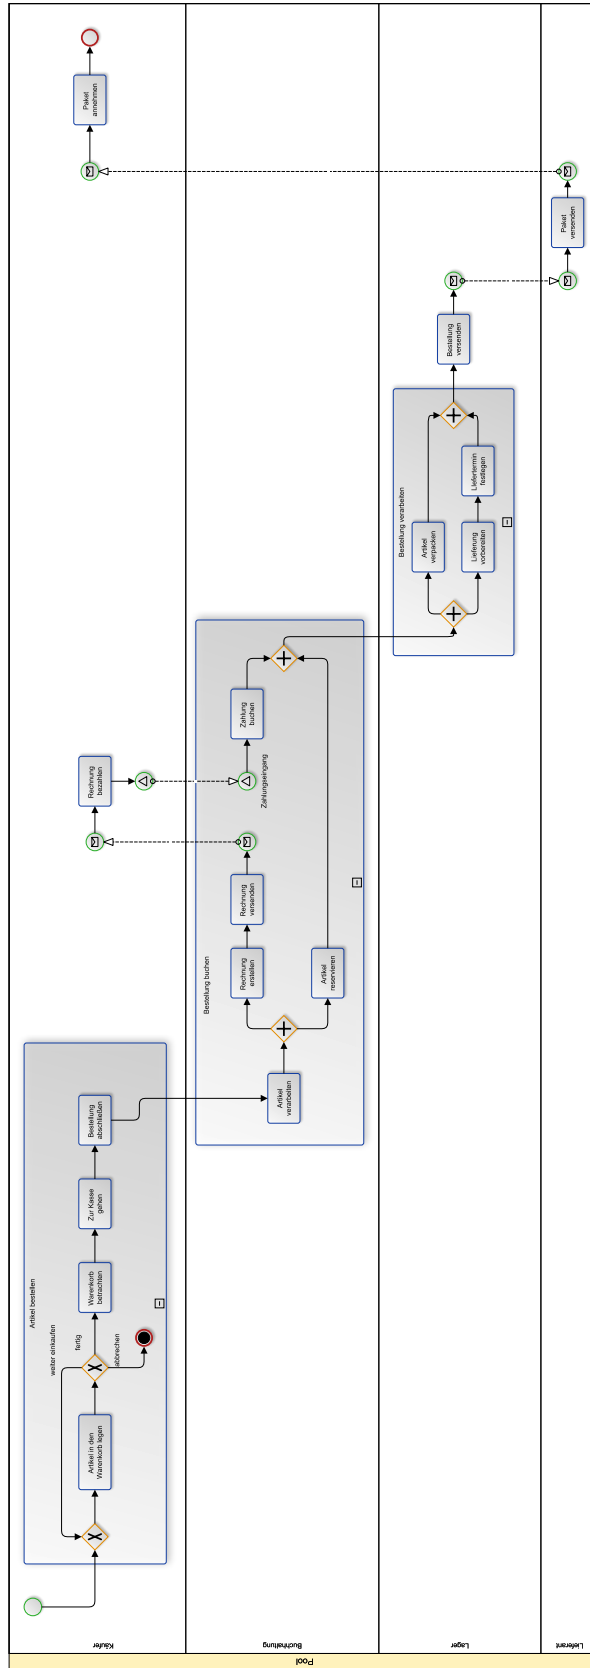 Pool
Käufer
Artikel bestellen
Artikel in den
Warenkorb legen
weiter einkaufen
fertig
abbrechen
Warenkorb
betrachten
Zur Kasse
gehen
Bestellung
abschließen
Rechnung
bezahlen
Paket
annehmen
Buchhaltung
Bestellung buchen
Artikel
verarbeiten
Rechnung
erstellen
Rechnung
versenden
Zahlungseingang
Zahlung
buchen
Artikel
reservieren
Lager
Bestellung verarbeiten
Artikel
verpacken
Lieferung
vorbereiten
Liefertermin
festlegen
Bestellung
versenden
Lieferant
Paket
versenden